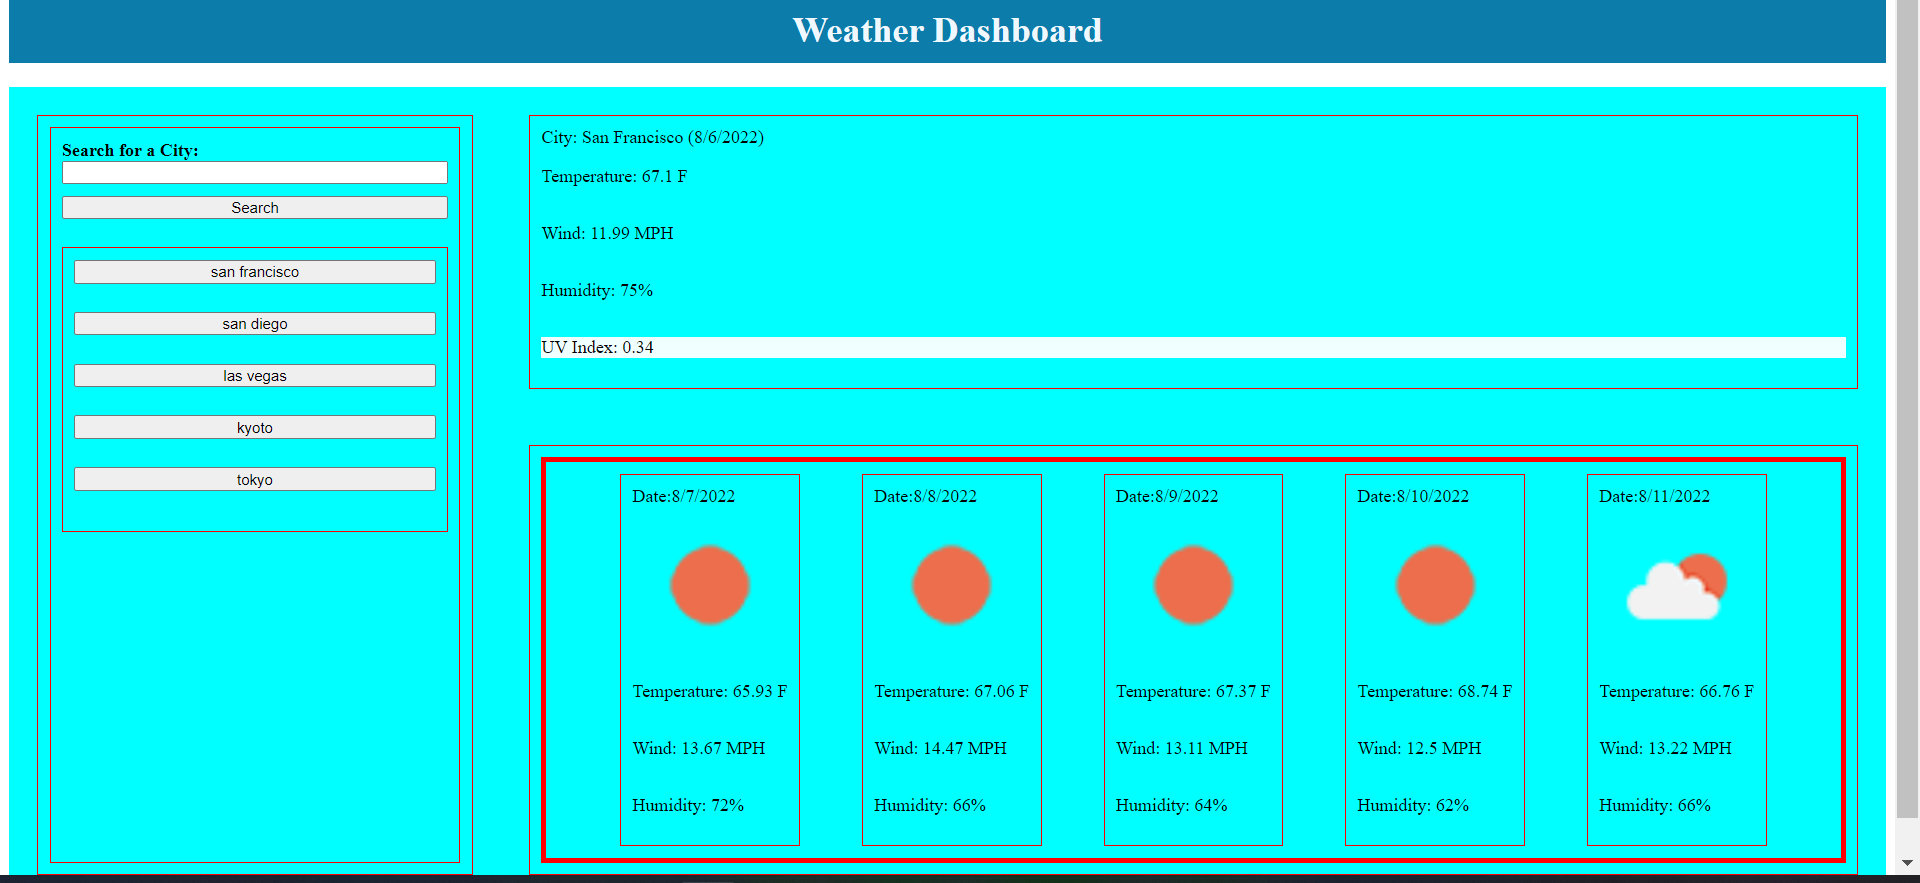 Weather Dashboard
Search for a City:
Search
san francisco
san diego
las vegas
kyoto
tokyo
City: San Francisco (8/6/2022)
Temperature: 67.1 F
Wind: 11.99 MPH
Humidity: 75%
UV Index: 0.34
Date:8/7/2022
Temperature: 65.93 F
Wind: 13.67 MPH
Humidity: 72%
Date:8/8/2022
Temperature: 67.06 F
Wind: 14.47 MPH
Humidity: 66%
Date:8/9/2022
Temperature: 67.37 F
Wind: 13.11 MPH
Humidity: 64%
Date:8/10/2022
Temperature: 68.74 F
Wind: 12.5 MPH
Humidity: 62%
Date:8/11/2022
Temperature: 66.76 F
Wind: 13.22 MPH
Humidity: 66%